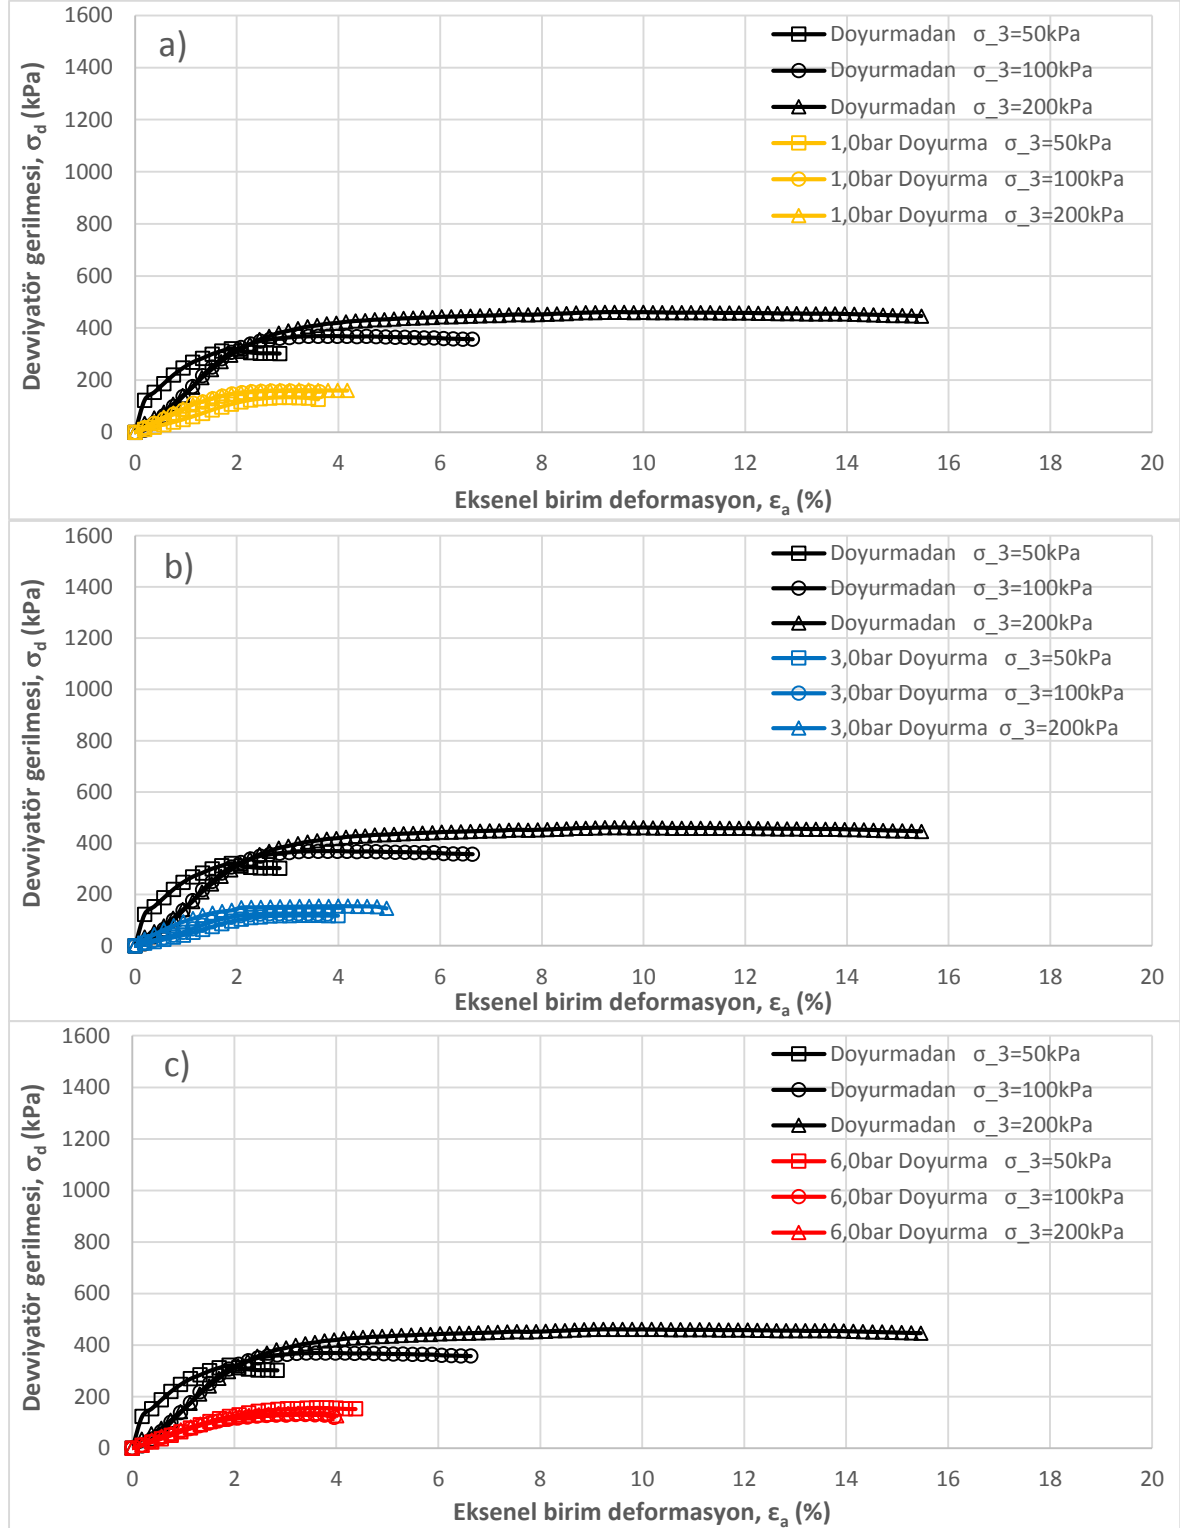 a)
Devviyatör gerilmesi, σ_d (kPa)
1600
1400
1200
1000
800
600
400
200
0
Doyurmadan σ_3=50kPa
Doyurmadan σ_3=100kPa
Doyurmadan σ_3=200kPa
1,0bar Doyurma σ_3=50kPa
1,0bar Doyurma σ_3=100kPa
1,0bar Doyurma σ_3=200kPa
0 2 4 6 8 10 12 14 16 18 20
Eksenel birim deformasyon, ε_a (%)
b)
Devviyatör gerilmesi, σ_d (kPa)
1600
1400
1200
1000
800
600
400
200
0
Doyurmadan σ_3=50kPa
Doyurmadan σ_3=100kPa
Doyurmadan σ_3=200kPa
3,0bar Doyurma σ_3=50kPa
3,0bar Doyurma σ_3=100kPa
3,0bar Doyurma σ_3=200kPa
0 2 4 6 8 10 12 14 16 18 20
Eksenel birim deformasyon, ε_a (%)
c)
Devviyatör gerilmesi, σ_d (kPa)
1600
1400
1200
1000
800
600
400
200
0
Doyurmadan σ_3=50kPa
Doyurmadan σ_3=100kPa
Doyurmadan σ_3=200kPa
6,0bar Doyurma σ_3=50kPa
6,0bar Doyurma σ_3=100kPa
6,0bar Doyurma σ_3=200kPa
0 2 4 6 8 10 12 14 16 18 20
Eksenel birim deformasyon, ε_a (%)